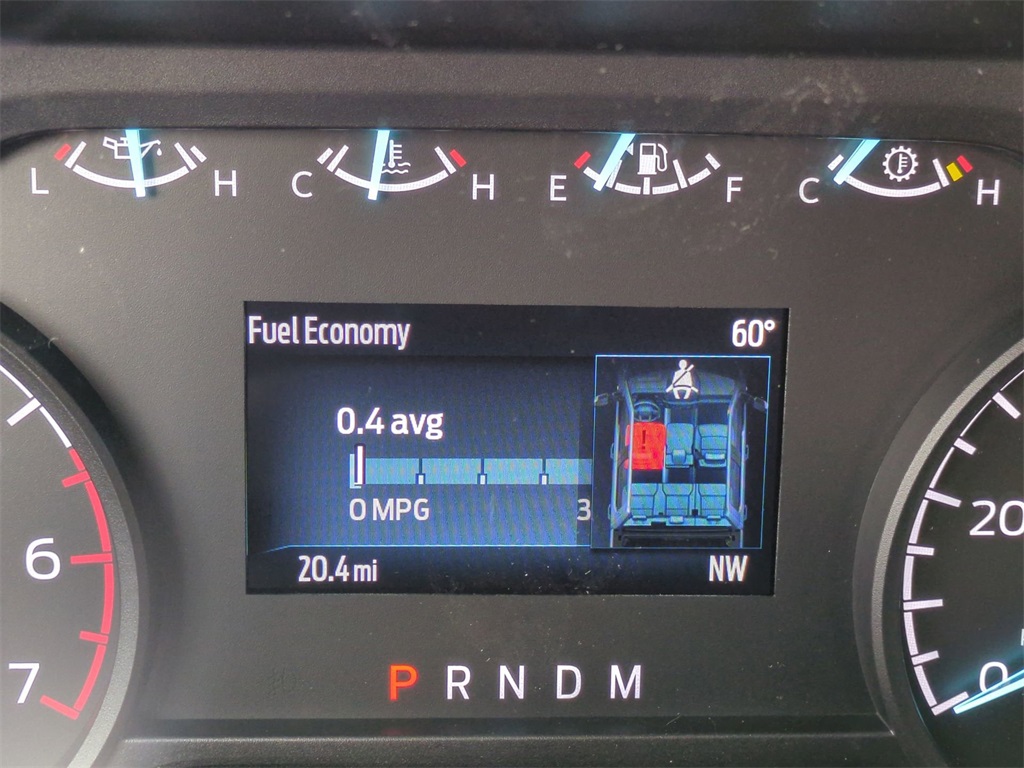 L H C H E F C H
Fuel Economy 60°
0.4 avg
0 MPG 3
20.4 mi NW
P R N D M
6
7
20
0